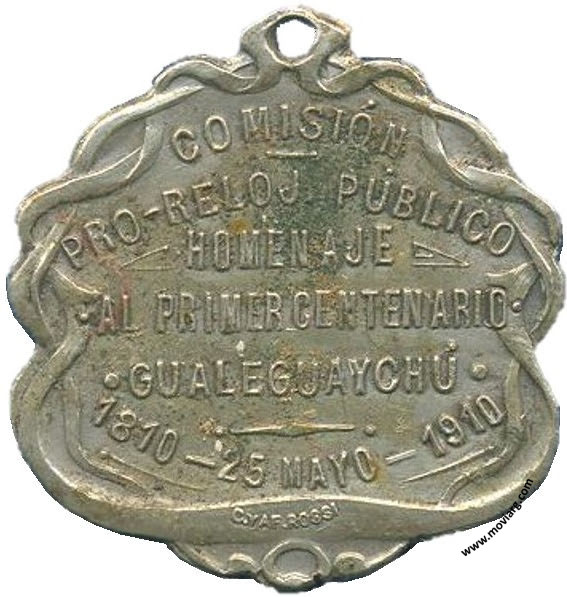 COMISIÓN
PRO-RELOJ PÚBLICO
HOMENAJE
·AL PRIMER CENTENARIO·
·GUALEGUAYCHÚ·
1810 — 25 MAYO — 1910
www.moviarg.com